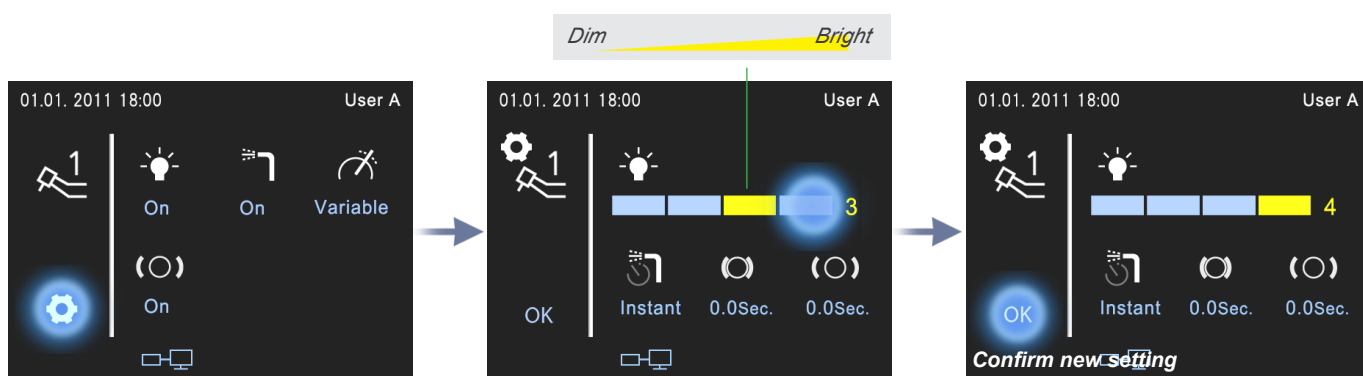 Dim Bright
01.01. 2011 18:00 User A
1
On On Variable
On
01.01. 2011 18:00 User A
1
3
Instant 0.0Sec. 0.0Sec.
OK
01.01. 2011 18:00 User A
1
4
Instant 0.0Sec. 0.0Sec.
OK
Confirm new setting